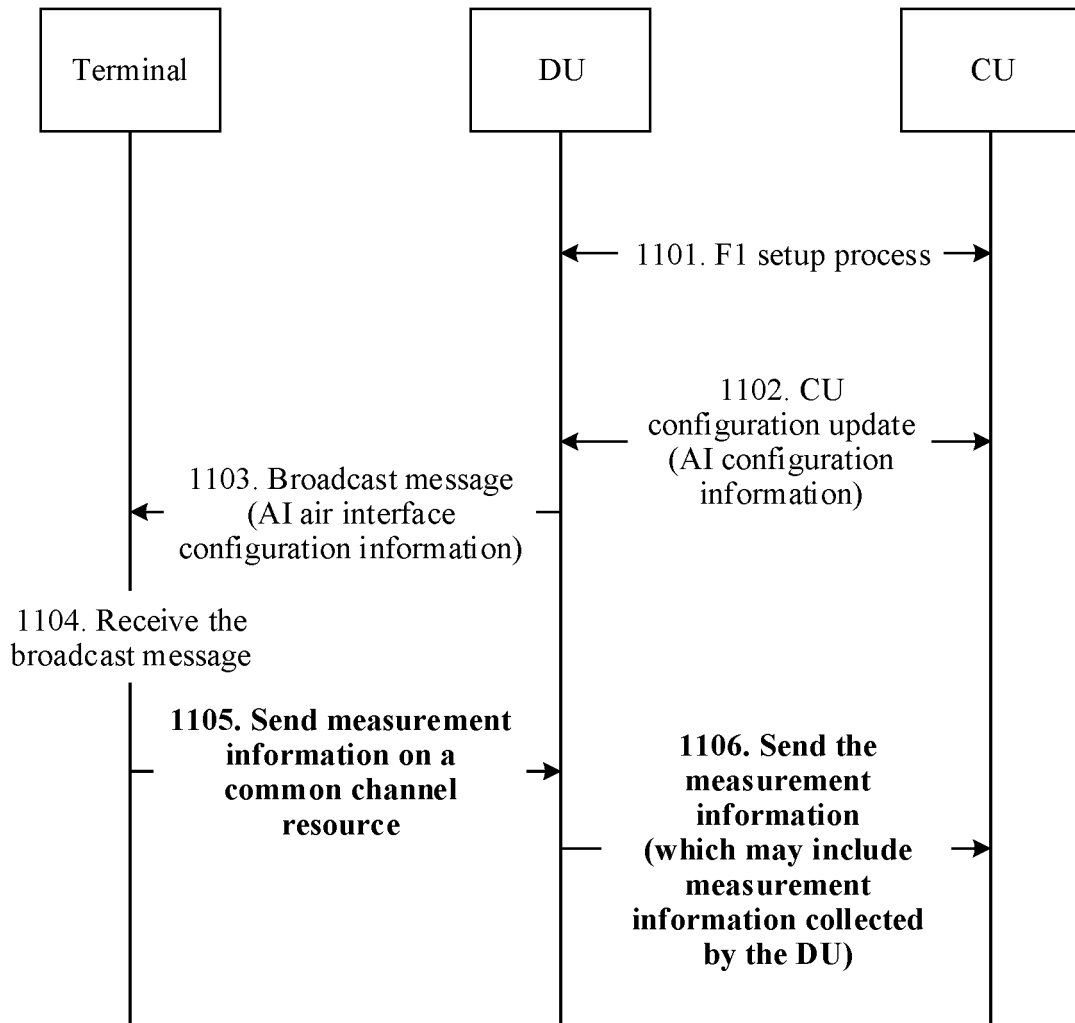 Terminal
DU
CU
1101. F1 setup process
1102. CU
configuration update
(AI configuration
information)
1103. Broadcast message
(AI air interface
configuration information)
1104. Receive the
broadcast message
1105. Send measurement
information on a
common channel
resource
1106. Send the
measurement
information
(which may include
measurement
information collected
by the DU)